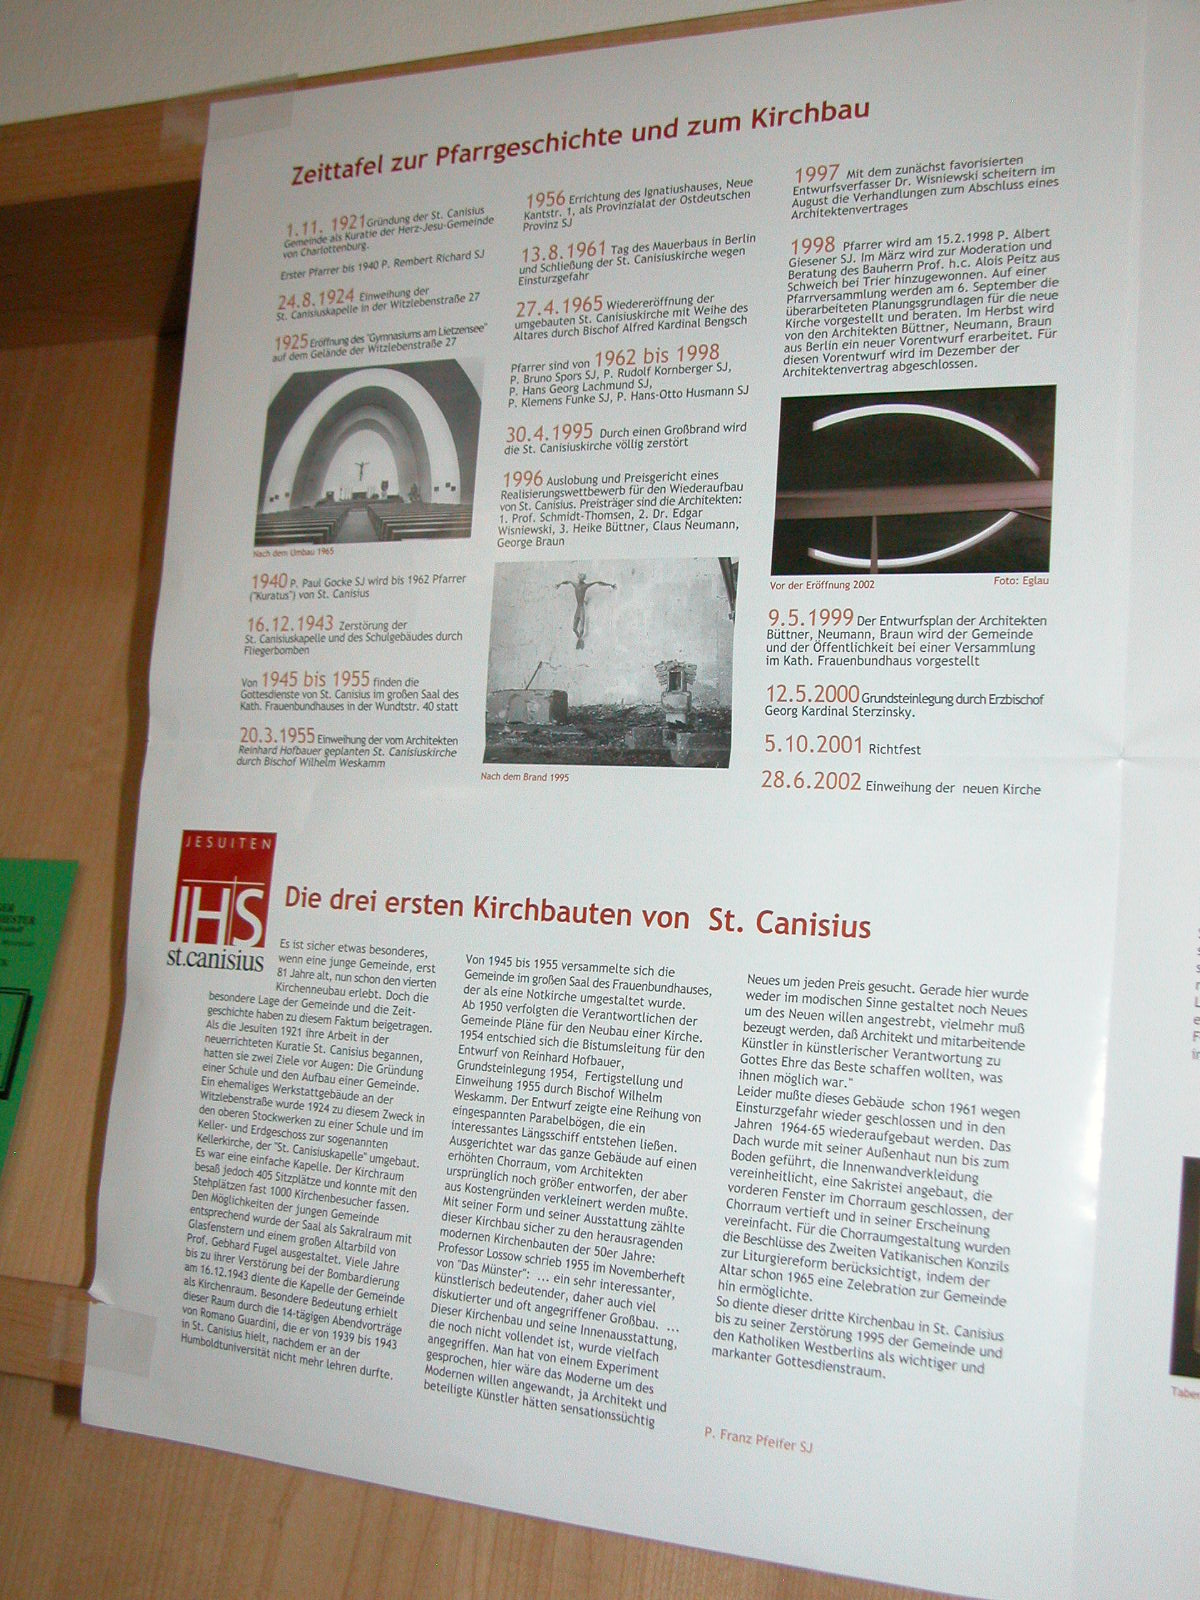 Zeittafel zur Pfarrgeschichte und zum Kirchbau
1.11. 1921 Gründung der St. Canisius
Gemeinde als Kuratie der Herz-Jesu-Gemeinde
von Charlottenburg.
Erster Pfarrer bis 1940 P. Rembert Richard SJ
24.8.1924 Einweihung der
St. Canisiuskapelle in der Witzlebenstraße 27
1925 Eröffnung des "Gymnasiums am Lietzensee"
auf dem Gelände der Witzlebenstraße 27
Nach dem Umbau 1965
1940 P. Paul Gocke SJ wird bis 1962 Pfarrer
("Kuratus") von St. Canisius
16.12.1943 Zerstörung der
St. Canisiuskapelle und des Schulgebäudes durch
Fliegerbomben
Von 1945 bis 1955 finden die
Gottesdienste von St. Canisius im großen Saal des
Kath. Frauenbundhauses in der Wundtstr. 40 statt
20.3.1955 Einweihung der vom Architekten
Reinhard Hofbauer geplanten St. Canisiuskirche
durch Bischof Wilhelm Weskamm
1956 Errichtung des Ignatiushauses, Neue
Kantstr. 1, als Provinzialat der Ostdeutschen
Provinz SJ
13.8.1961 Tag des Mauerbaus in Berlin
und Schließung der St. Canisiuskirche wegen
Einsturzgefahr
27.4.1965 Wiedereröffnung der
umgebauten St. Canisiuskirche mit Weihe des
Altares durch Bischof Alfred Kardinal Bengsch
Pfarrer sind von 1962 bis 1998
P. Bruno Spors SJ, P. Rudolf Kornberger SJ,
P. Hans Georg Lachmund SJ,
P. Klemens Funke SJ, P. Hans-Otto Husmann SJ
30.4.1995 Durch einen Großbrand wird
die St. Canisiuskirche völlig zerstört
1996 Auslobung und Preisgericht eines
Realisierungswettbewerb für den Wiederaufbau
von St. Canisius. Preisträger sind die Architekten:
1. Prof. Schmidt-Thomsen, 2. Dr. Edgar
Wisniewski, 3. Heike Büttner, Claus Neumann,
George Braun
Nach dem Brand 1995
1997 Mit dem zunächst favorisierten
Entwurfsverfasser Dr. Wisniewski scheitern im
August die Verhandlungen zum Abschluss eines
Architektenvertrages
1998 Pfarrer wird am 15.2.1998 P. Albert
Giesener SJ. Im März wird zur Moderation und
Beratung des Bauherrn Prof. h.c. Alois Peitz aus
Schweich bei Trier hinzugewonnen. Auf einer
Pfarrversammlung werden am 6. September die
überarbeiteten Planungsgrundlagen für die neue
Kirche vorgestellt und beraten. Im Herbst wird
von den Architekten Büttner, Neumann, Braun
aus Berlin ein neuer Vorentwurf erarbeitet. Für
diesen Vorentwurf wird im Dezember der
Architektenvertrag abgeschlossen.
Vor der Eröffnung 2002
Foto: Eglau
9.5.1999 Der Entwurfsplan der Architekten
Büttner, Neumann, Braun wird der Gemeinde
und der Öffentlichkeit bei einer Versammlung
im Kath. Frauenbundhaus vorgestellt
12.5.2000 Grundsteinlegung durch Erzbischof
Georg Kardinal Sterzinsky.
5.10.2001 Richtfest
28.6.2002 Einweihung der neuen Kirche
JESUITEN
IHS
st.canisius
Die drei ersten Kirchbauten von St. Canisius
Es ist sicher etwas besonderes,
wenn eine junge Gemeinde, erst
81 Jahre alt, nun schon den vierten
Kirchenneubau erlebt. Doch die
besondere Lage der Gemeinde und die Zeit-
geschichte haben zu diesem Faktum beigetragen.
Als die Jesuiten 1921 ihre Arbeit in der
neuerrichteten Kuratie St. Canisius begannen,
hatten sie zwei Ziele vor Augen: Die Gründung
einer Schule und den Aufbau einer Gemeinde.
Ein ehemaliges Werkstattgebäude an der
Witzlebenstraße wurde 1924 zu diesem Zweck in
den oberen Stockwerken zu einer Schule und im
Keller- und Erdgeschoss zur sogenannten
Kellerkirche, der "St. Canisiuskapelle" umgebaut.
Es war eine einfache Kapelle. Der Kirchraum
besaß jedoch 405 Sitzplätze und konnte mit den
Stehplätzen fast 1000 Kirchenbesucher fassen.
Den Möglichkeiten der jungen Gemeinde
entsprechend wurde der Saal als Sakralraum mit
Glasfenstern und einem großen Altarbild von
Prof. Gebhard Fugel ausgestaltet. Viele Jahre
bis zu ihrer Verstörung bei der Bombardierung
am 16.12.1943 diente die Kapelle der Gemeinde
als Kirchenraum. Besondere Bedeutung erhielt
dieser Raum durch die 14-tägigen Abendvorträge
von Romano Guardini, die er von 1939 bis 1943
in St. Canisius hielt, nachdem er an der
Humboldtuniversität nicht mehr lehren durfte.
Von 1945 bis 1955 versammelte sich die
Gemeinde im großen Saal des Frauenbundhauses,
der als eine Notkirche umgestaltet wurde.
Ab 1950 verfolgten die Verantwortlichen der
Gemeinde Pläne für den Neubau einer Kirche.
1954 entschied sich die Bistumsleitung für den
Entwurf von Reinhard Hofbauer,
Grundsteinlegung 1954, Fertigstellung und
Einweihung 1955 durch Bischof Wilhelm
Weskamm. Der Entwurf zeigte eine Reihung von
eingespannten Parabelbögen, die ein
interessantes Längsschiff entstehen ließen.
Ausgerichtet war das ganze Gebäude auf einen
erhöhten Chorraum, vom Architekten
ursprünglich noch größer entworfen, der aber
aus Kostengründen verkleinert werden mußte.
Mit seiner Form und seiner Ausstattung zählte
dieser Kirchbau sicher zu den herausragenden
modernen Kirchenbauten der 50er Jahre:
Professor Lossow schrieb 1955 im Novemberheft
von "Das Münster": ... ein sehr interessanter,
künstlerisch bedeutender, daher auch viel
diskutierter und oft angegriffener Großbau. ...
Dieser Kirchenbau und seine Innenausstattung,
die noch nicht vollendet ist, wurde vielfach
angegriffen. Man hat von einem Experiment
gesprochen, hier wäre das Moderne um des
Modernen willen angewandt, ja Architekt und
beteiligte Künstler hätten sensationssüchtig
Neues um jeden Preis gesucht. Gerade hier wurde
weder im modischen Sinne gestaltet noch Neues
um des Neuen willen angestrebt, vielmehr muß
bezeugt werden, daß Architekt und mitarbeitende
Künstler in künstlerischer Verantwortung zu
Gottes Ehre das Beste schaffen wollten, was
ihnen möglich war."
Leider mußte dieses Gebäude schon 1961 wegen
Einsturzgefahr wieder geschlossen und in den
Jahren 1964-65 wiederaufgebaut werden. Das
Dach wurde mit seiner Außenhaut nun bis zum
Boden geführt, die Innenwandverkleidung
vereinheitlicht, eine Sakristei angebaut, die
vorderen Fenster im Chorraum geschlossen, der
Chorraum vertieft und in seiner Erscheinung
vereinfacht. Für die Chorraumgestaltung wurden
die Beschlüsse des Zweiten Vatikanischen Konzils
zur Liturgiereform berücksichtigt, indem der
Altar schon 1965 eine Zelebration zur Gemeinde
hin ermöglichte.
So diente dieser dritte Kirchenbau in St. Canisius
bis zu seiner Zerstörung 1995 der Gemeinde und
den Katholiken Westberlins als wichtiger und
markanter Gottesdienstraum.
P. Franz Pfeifer SJ